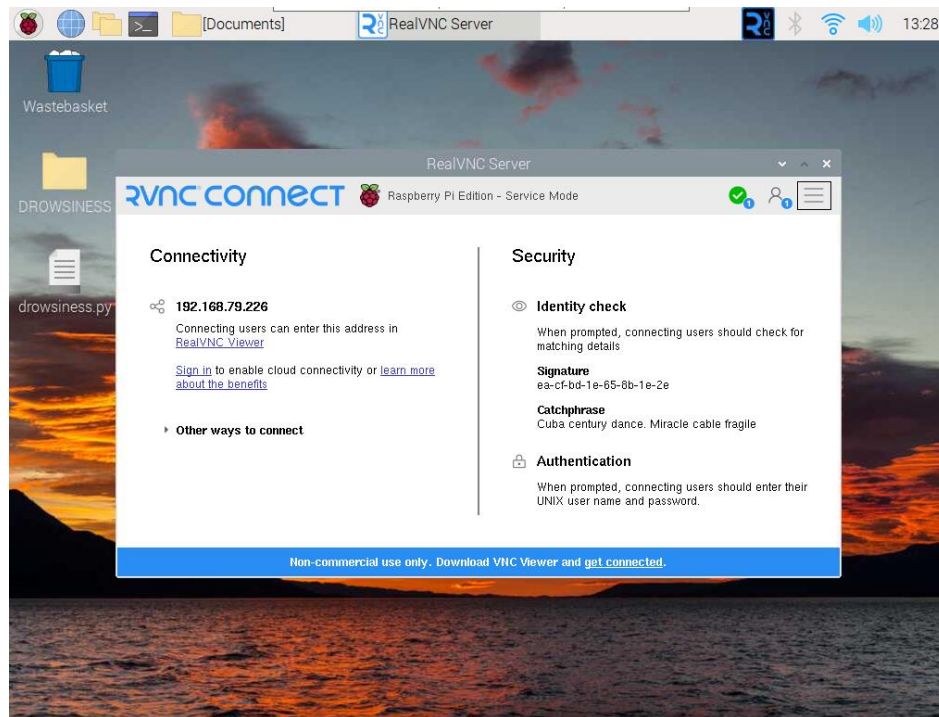 [Documents]
RealVNC Server
13:28
Wastebasket
DROWSINESS
drowsiness.py
RealVNC Server
RVNC CONNECT Raspberry Pi Edition - Service Mode
1 1
Connectivity
192.168.79.226
Connecting users can enter this address in
RealVNC Viewer
Sign in to enable cloud connectivity or learn more
about the benefits
Other ways to connect
Security
Identity check
When prompted, connecting users should check for
matching details
Signature
ea-cf-bd-1e-65-8b-1e-2e
Catchphrase
Cuba century dance. Miracle cable fragile
Authentication
When prompted, connecting users should enter their
UNIX user name and password.
Non-commercial use only. Download VNC Viewer and get connected.